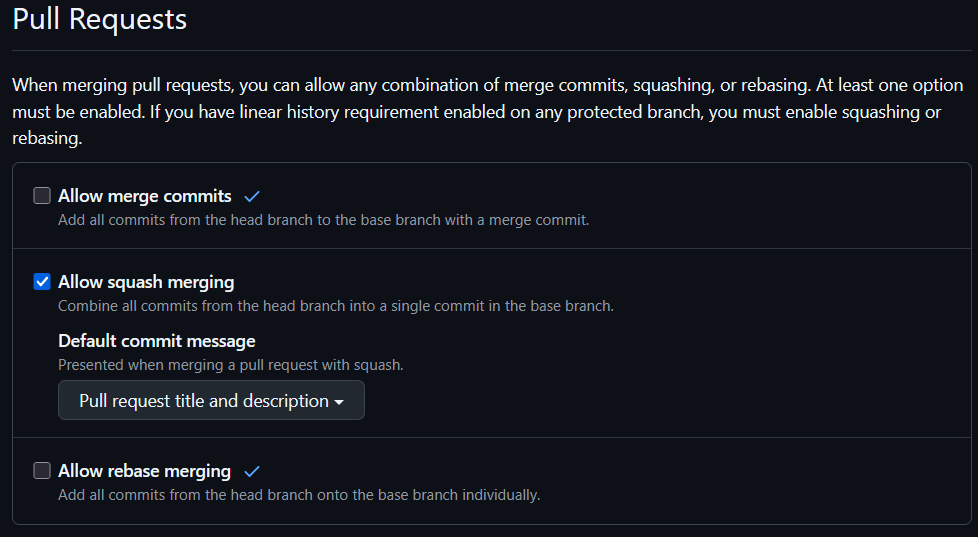 Pull Requests
When merging pull requests, you can allow any combination of merge commits, squashing, or rebasing. At least one option
must be enabled. If you have linear history requirement enabled on any protected branch, you must enable squashing or
rebasing.
Allow merge commits
Add all commits from the head branch to the base branch with a merge commit.
Allow squash merging
Combine all commits from the head branch into a single commit in the base branch.
Default commit message
Presented when merging a pull request with squash.
Pull request title and description
Allow rebase merging
Add all commits from the head branch onto the base branch individually.